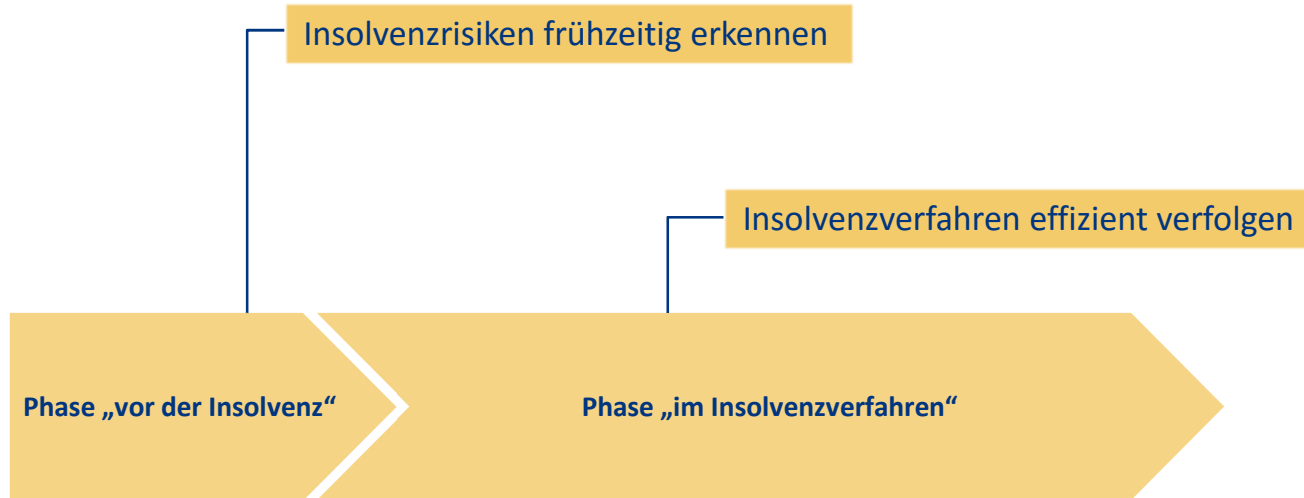 Insolvenzrisiken frühzeitig erkennen
Insolvenzverfahren effizient verfolgen
Phase „vor der Insolvenz“
Phase „im Insolvenzverfahren“